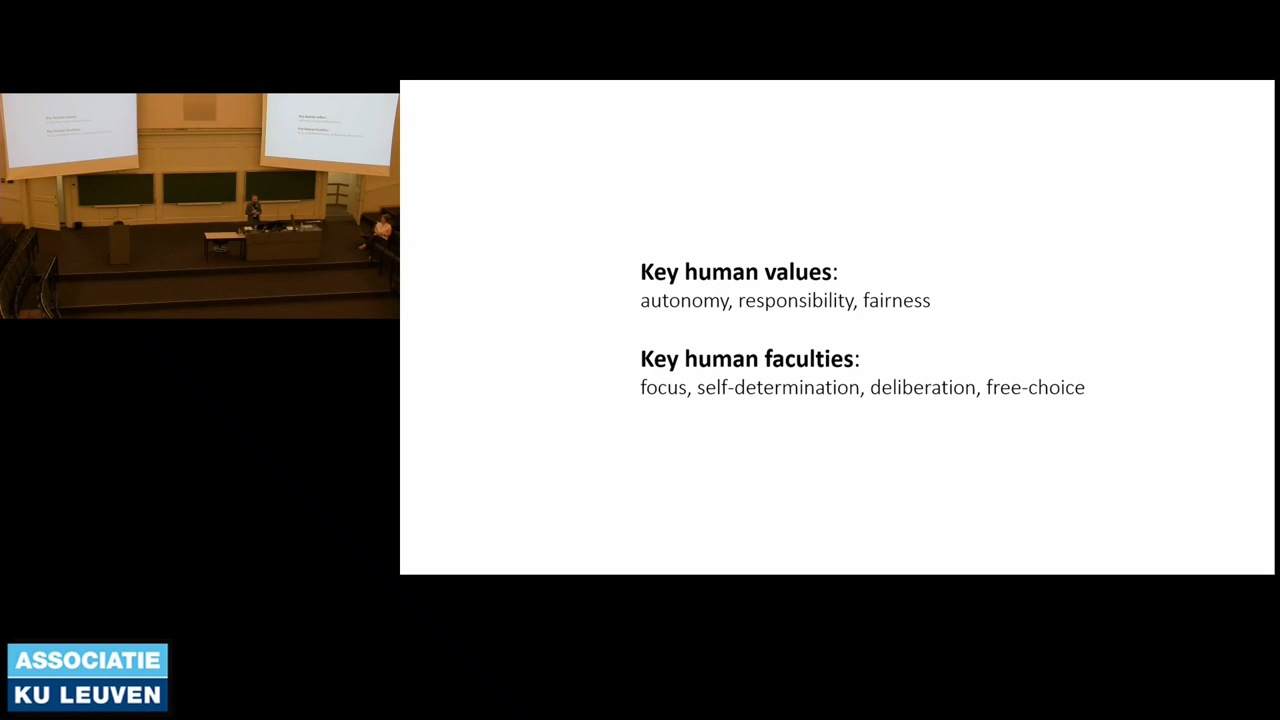 Key human values:
autonomy, responsibility, fairness
Key human faculties:
focus, self-determination, deliberation, free-choice
ASSOCIATIE
KU LEUVEN